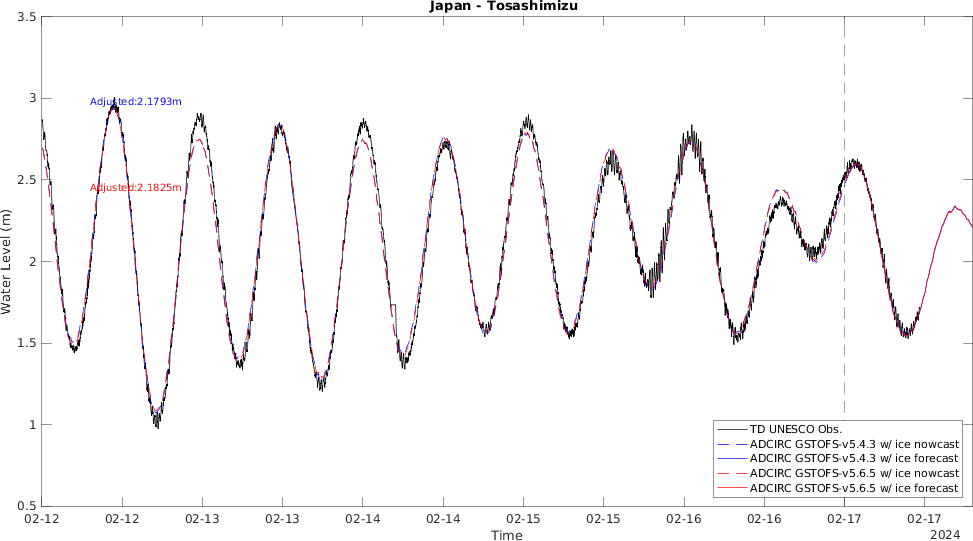 Japan - Tosashimizu
3.5
3
2.5
2
1.5
1
0.5
Water Level (m)
Adjusted:2.1793m
Adjusted:2.1825m
TD UNESCO Obs.
ADCIRC GSTOFS-v5.4.3 w/ ice nowcast
ADCIRC GSTOFS-v5.4.3 w/ ice forecast
ADCIRC GSTOFS-v5.6.5 w/ ice nowcast
ADCIRC GSTOFS-v5.6.5 w/ ice forecast
02-12 02-12 02-13 02-13 02-14 02-14 02-15 02-15 02-16 02-16 02-17 02-17
Time
2024